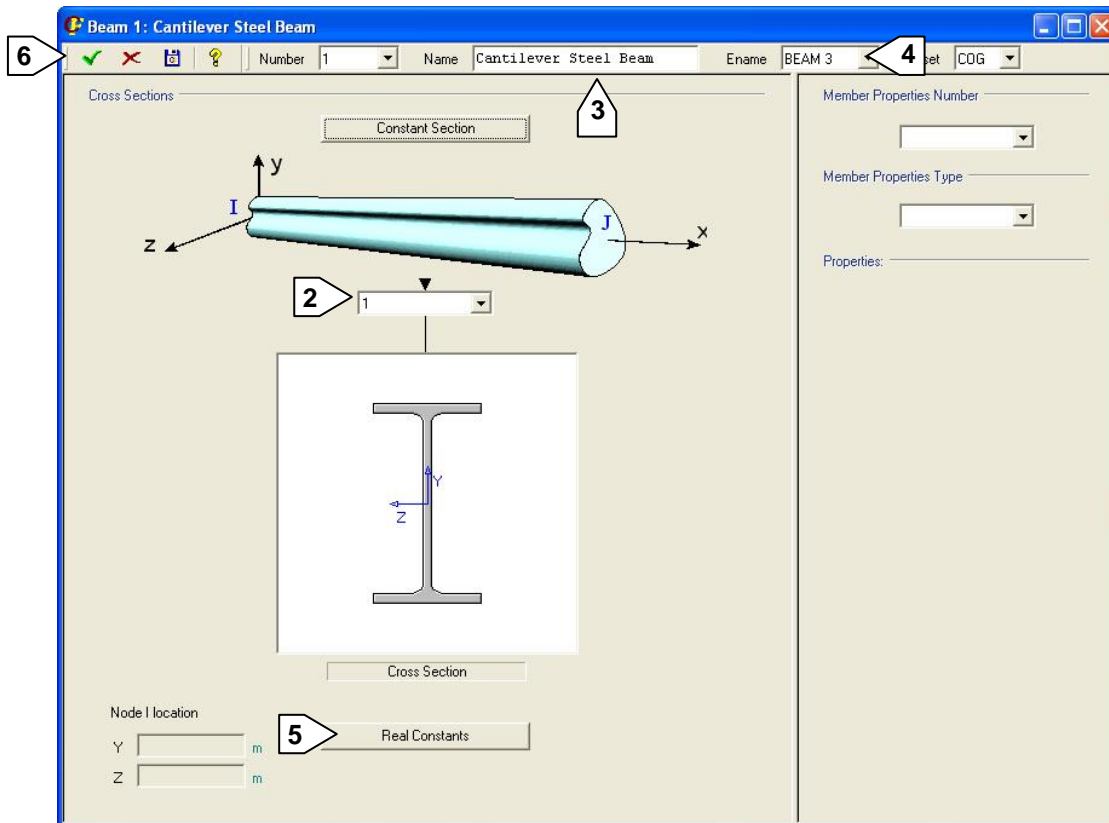 Beam 1: Cantilever Steel Beam
6
Number 1 Name Cantilever Steel Beam Ename BEAM 3 4 set COG
3
Cross Sections
Constant Section
y
I
J
z
x
2
1
Y
Z
Cross Section
Node I location
Y m
Z m
5
Real Constants
Member Properties Number
Member Properties Type
Properties: